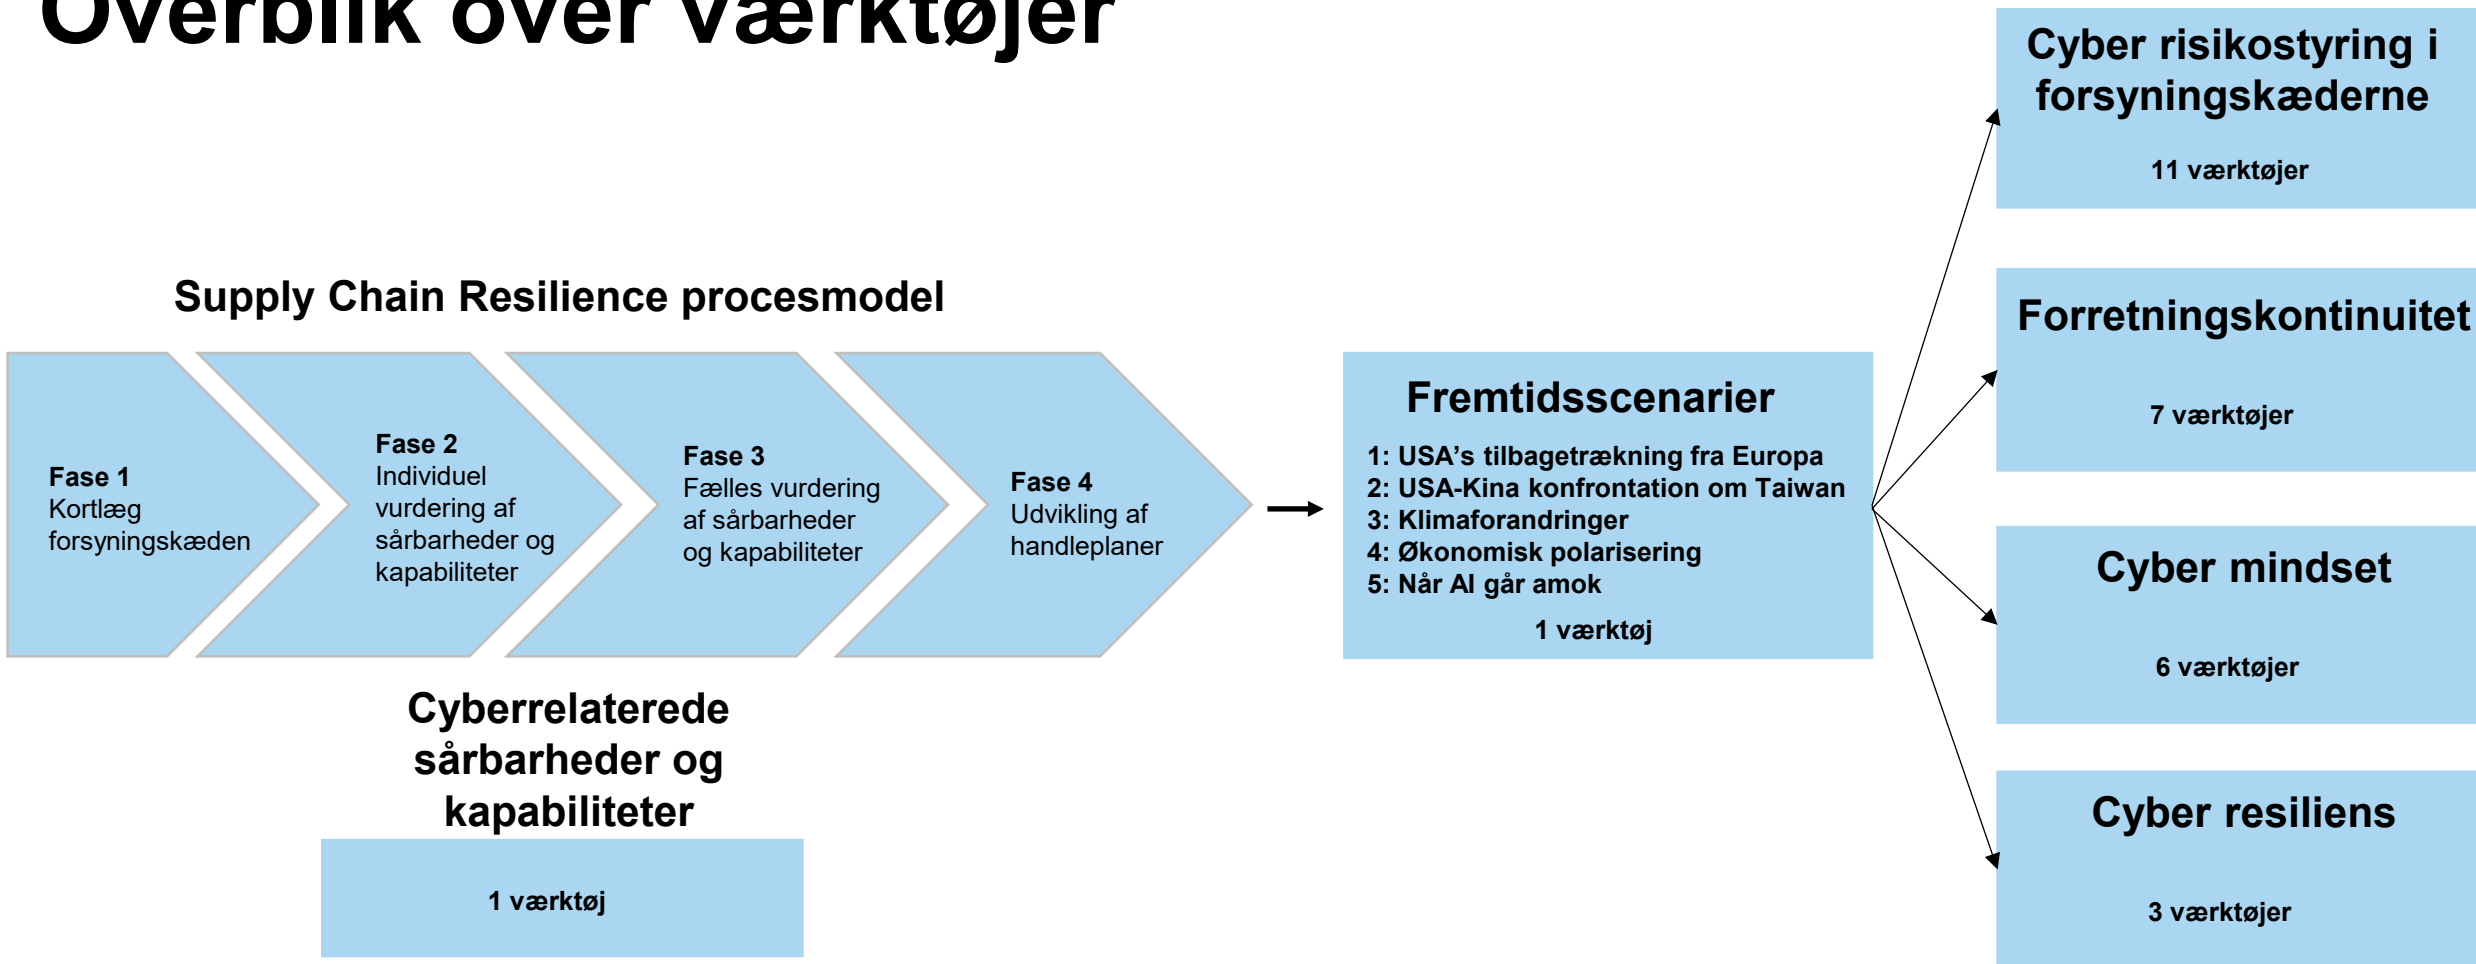 Overblik over værktøjer
Supply Chain Resilience procesmodel
Fase 1
Kortlæg
forsyningskæden
Fase 2
Individuel
vurdering af
sårbarheder og
kapabiliteter
Fase 3
Fælles vurdering
af sårbarheder
og kapabiliteter
Fase 4
Udvikling af
handleplaner
Cyberrelaterede
sårbarheder og
kapabiliteter
1 værktøj
Fremtidsscenarier
1: USA’s tilbagetrækning fra Europa
2: USA-Kina konfrontation om Taiwan
3: Klimaforandringer
4: Økonomisk polarisering
5: Når AI går amok
1 værktøj
Cyber risikostyring i
forsyningskæderne
11 værktøjer
Forretningskontinuitet
7 værktøjer
Cyber mindset
6 værktøjer
Cyber resiliens
3 værktøjer